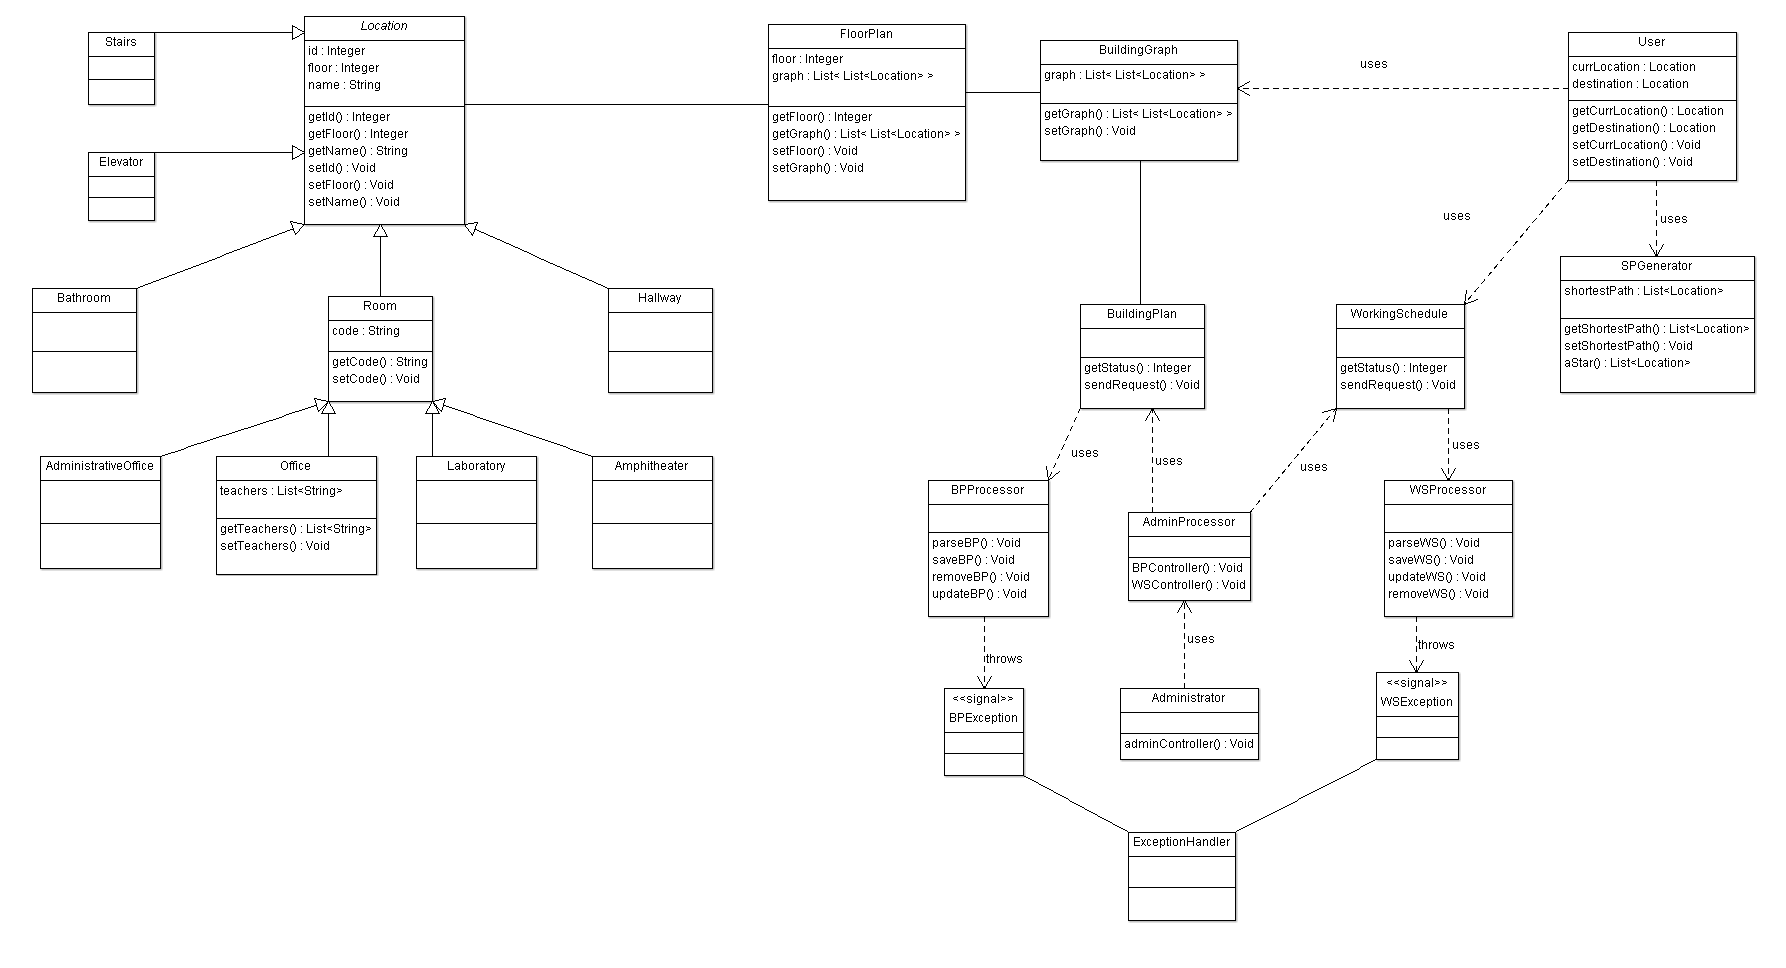 Stairs
Location
id : Integer
floor : Integer
name : String
getId() : Integer
getFloor() : Integer
getName() : String
setId() : Void
setFloor() : Void
setName() : Void
Elevator
FloorPlan
floor : Integer
graph : List< List<Location> >
getFloor() : Integer
getGraph() : List< List<Location> >
setFloor() : Void
setGraph() : Void
BuildingGraph
graph : List< List<Location> >
getGraph() : List< List<Location> >
setGraph() : Void
uses
User
currLocation : Location
destination : Location
getCurrLocation() : Location
getDestination() : Location
setCurrLocation() : Void
setDestination() : Void
uses
uses
Bathroom
Room
code : String
getCode() : String
setCode() : Void
Hallway
BuildingPlan
getStatus() : Integer
sendRequest() : Void
WorkingSchedule
getStatus() : Integer
sendRequest() : Void
SPGenerator
shortestPath : List<Location>
getShortestPath() : List<Location>
setShortestPath() : Void
aStar() : List<Location>
uses
uses
uses
uses
AdministrativeOffice
Office
teachers : List<String>
getTeachers() : List<String>
setTeachers() : Void
Laboratory
Amphitheater
BPProcessor
parseBP() : Void
saveBP() : Void
removeBP() : Void
updateBP() : Void
AdminProcessor
BPController() : Void
WSController() : Void
WSProcessor
parseWS() : Void
saveWS() : Void
updateWS() : Void
removeWS() : Void
throws
uses
throws
<<signal>>
BPException
Administrator
adminController() : Void
<<signal>>
WSException
ExceptionHandler